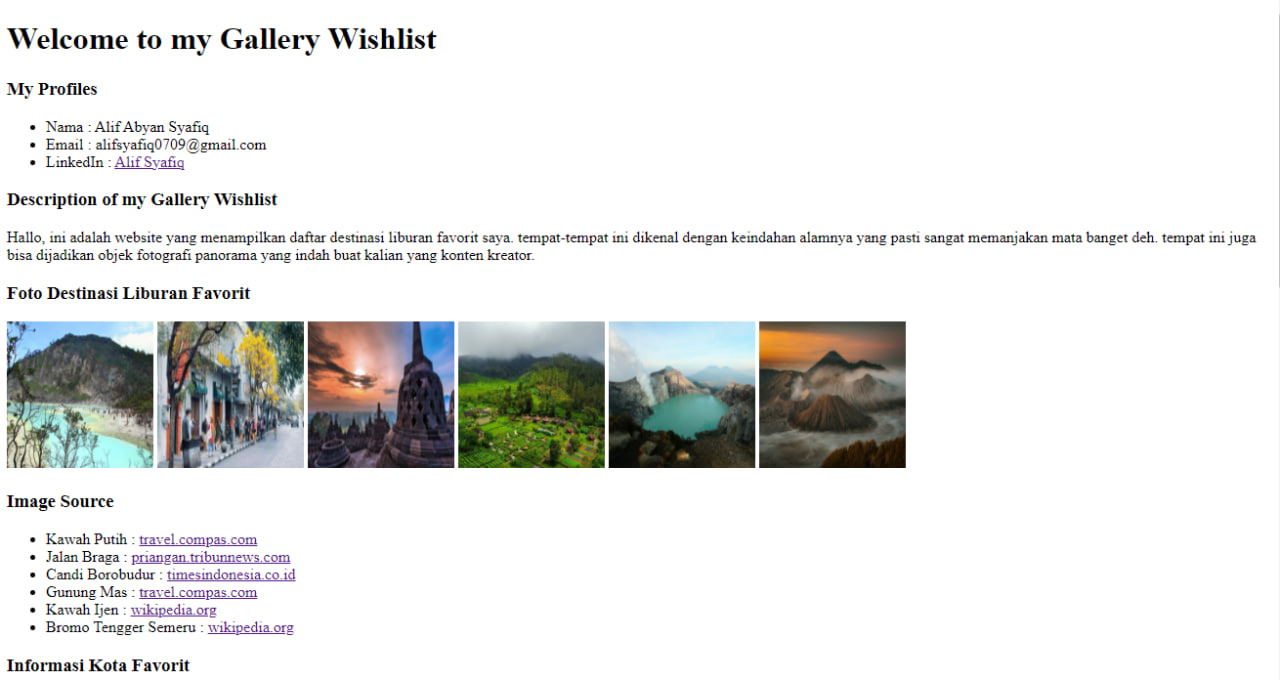 Welcome to my Gallery Wishlist
My Profiles
Nama : Alif Abyan Syafiq
Email : alifsyafiq0709@gmail.com
LinkedIn : Alif Syafiq
Description of my Gallery Wishlist
Hallo, ini adalah website yang menampilkan daftar destinasi liburan favorit saya. tempat-tempat ini dikenal dengan keindahan alamnya yang pasti sangat memanjakan mata banget deh. tempat ini juga
bisa dijadikan objek fotografi panorama yang indah buat kalian yang konten kreator.
Foto Destinasi Liburan Favorit
Image Source
Kawah Putih : travel.compas.com
Jalan Braga : priangan.tribunnews.com
Candi Borobudur : timesindonesia.co.id
Gunung Mas : travel.compas.com
Kawah Ijen : wikipedia.org
Bromo Tengger Semeru : wikipedia.org
Informasi Kota Favorit